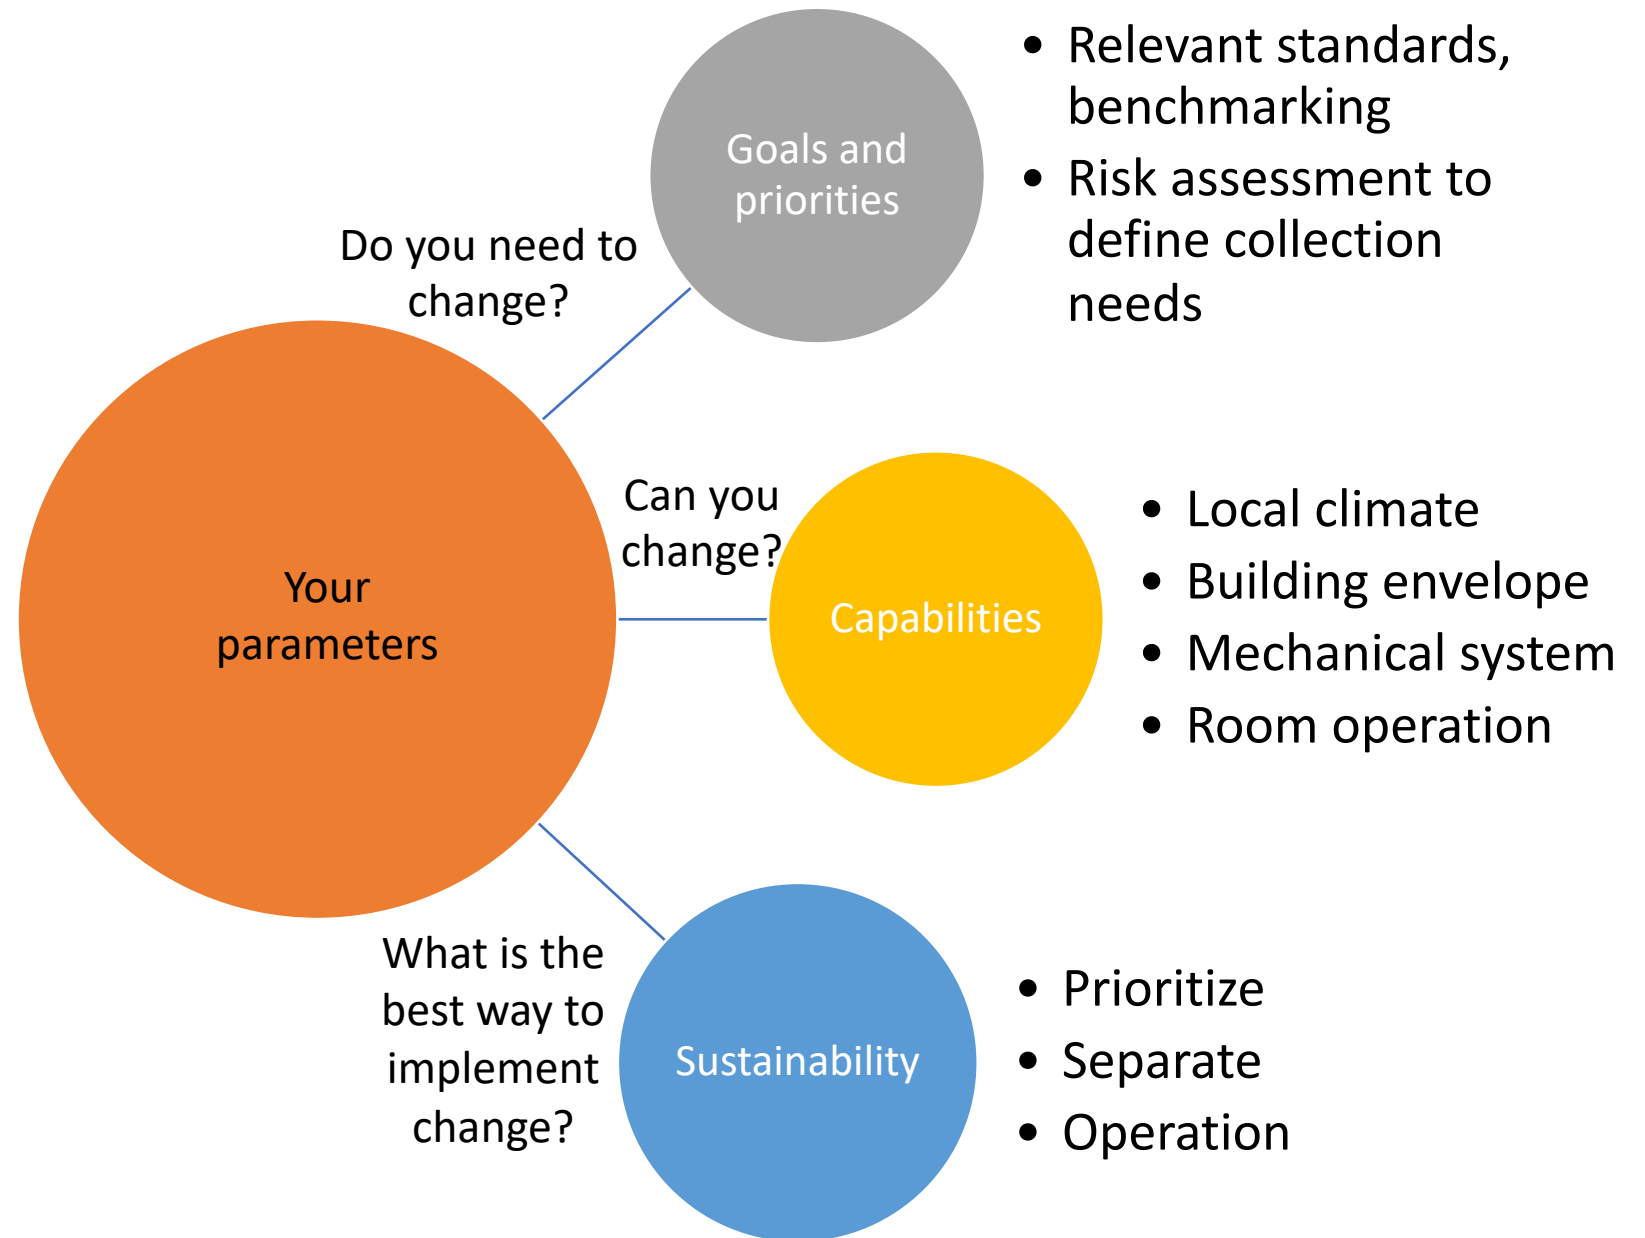 Goals and
priorities
• Relevant standards,
benchmarking
• Risk assessment to
define collection
needs
Do you need to
change?
Your
parameters
Can you
change?
Capabilities
• Local climate
• Building envelope
• Mechanical system
• Room operation
What is the
best way to
implement
change?
Sustainability
• Prioritize
• Separate
• Operation